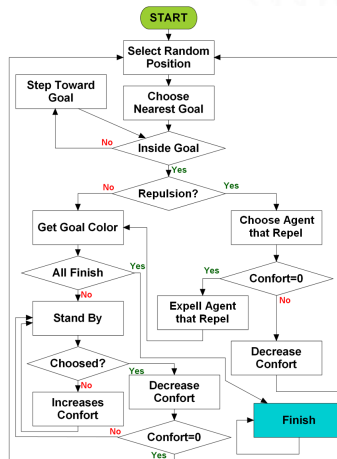 START
Select Random
Position
Step Toward
Goal
Choose
Nearest Goal
No
Inside Goal
Yes
No
Repulsion?
Yes
Get Goal Color
Choose Agent
that Repel
All Finish
Yes
Yes
Confort=0
No
No
Stand By
Expell Agent
that Repel
Choosed?
Yes
Decrease
Confort
No
Decrease
Confort
Increases
Confort
No
Confort=0
Yes
Finish